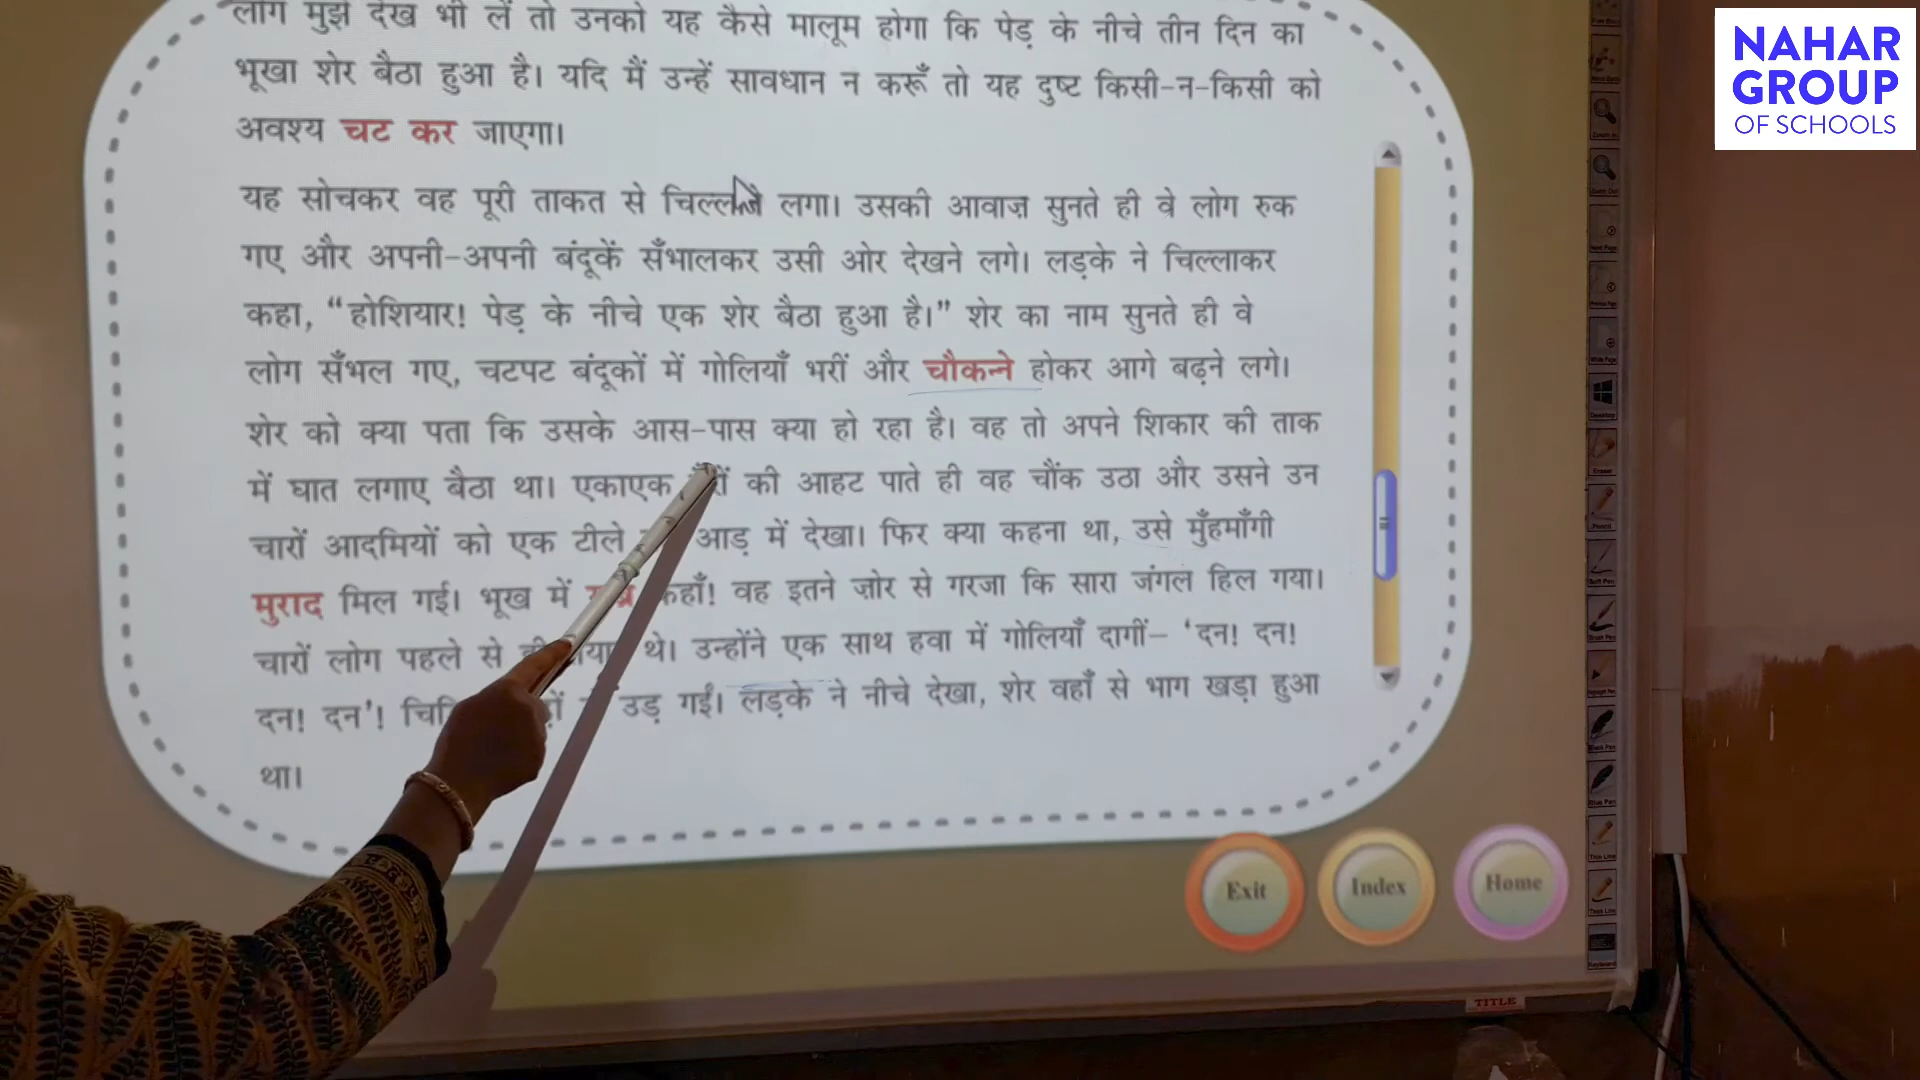 लोग मुझे देख भी लें तो उनको यह कैसे मालूम होगा कि पेड़ के नीचे तीन दिन का
भूखा शेर बैठा हुआ है। यदि मैं उन्हें सावधान न करूँ तो यह दुष्ट किसी-न-किसी को
अवश्य चट कर जाएगा।
यह सोचकर वह पूरी ताकत से चिल्लाने लगा। उसकी आवाज़ सुनते ही वे लोग रुक
गए और अपनी-अपनी बंदूकें सँभालकर उसी ओर देखने लगे। लड़के ने चिल्लाकर
कहा, “होशियार! पेड़ के नीचे एक शेर बैठा हुआ है।” शेर का नाम सुनते ही वे
लोग सँभल गए, चटपट बंदूकों में गोलियाँ भरीं और चौकन्ने होकर आगे बढ़ने लगे।
शेर को क्या पता कि उसके आस-पास क्या हो रहा है। वह तो अपने शिकार की ताक
में घात लगाए बैठा था। एकाएक की आहट पाते ही वह चौंक उठा और उसने उन
चारों आदमियों को एक टीले आड़ में देखा। फिर क्या कहना था, उसे मुँहमाँगी
मुराद मिल गई। भूख में कहाँ! वह इतने ज़ोर से गरजा कि सारा जंगल हिल गया।
चारों लोग पहले से थे। उन्होंने एक साथ हवा में गोलियाँ दागीं– ‘दन! दन!
दन! दन’! उड़ गईं। लड़के ने नीचे देखा, शेर वहाँ से भाग खड़ा हुआ
था।
Exit
Index
Home
TITLE
NAHAR
GROUP
OF SCHOOLS